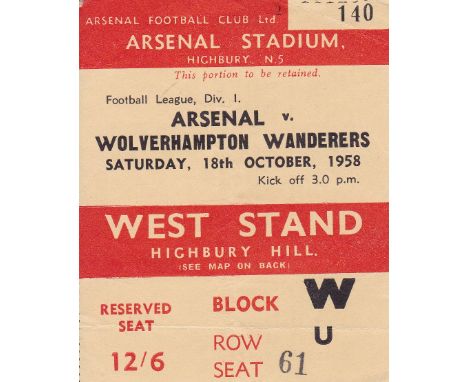 ARSENAL FOOTBALL CLUB Ltd.
140
ARSENAL STADIUM,
HIGHBURY N.5
This portion to be retained.
Football League, Div. I.
ARSENAL v.
WOLVERHAMPTON WANDERERS
SATURDAY, 18th OCTOBER, 1958
Kick off 3.0 p.m.
WEST STAND
HIGHBURY HILL.
(SEE MAP ON BACK)
RESERVED SEAT
12/6
BLOCK W
ROW U
SEAT 61